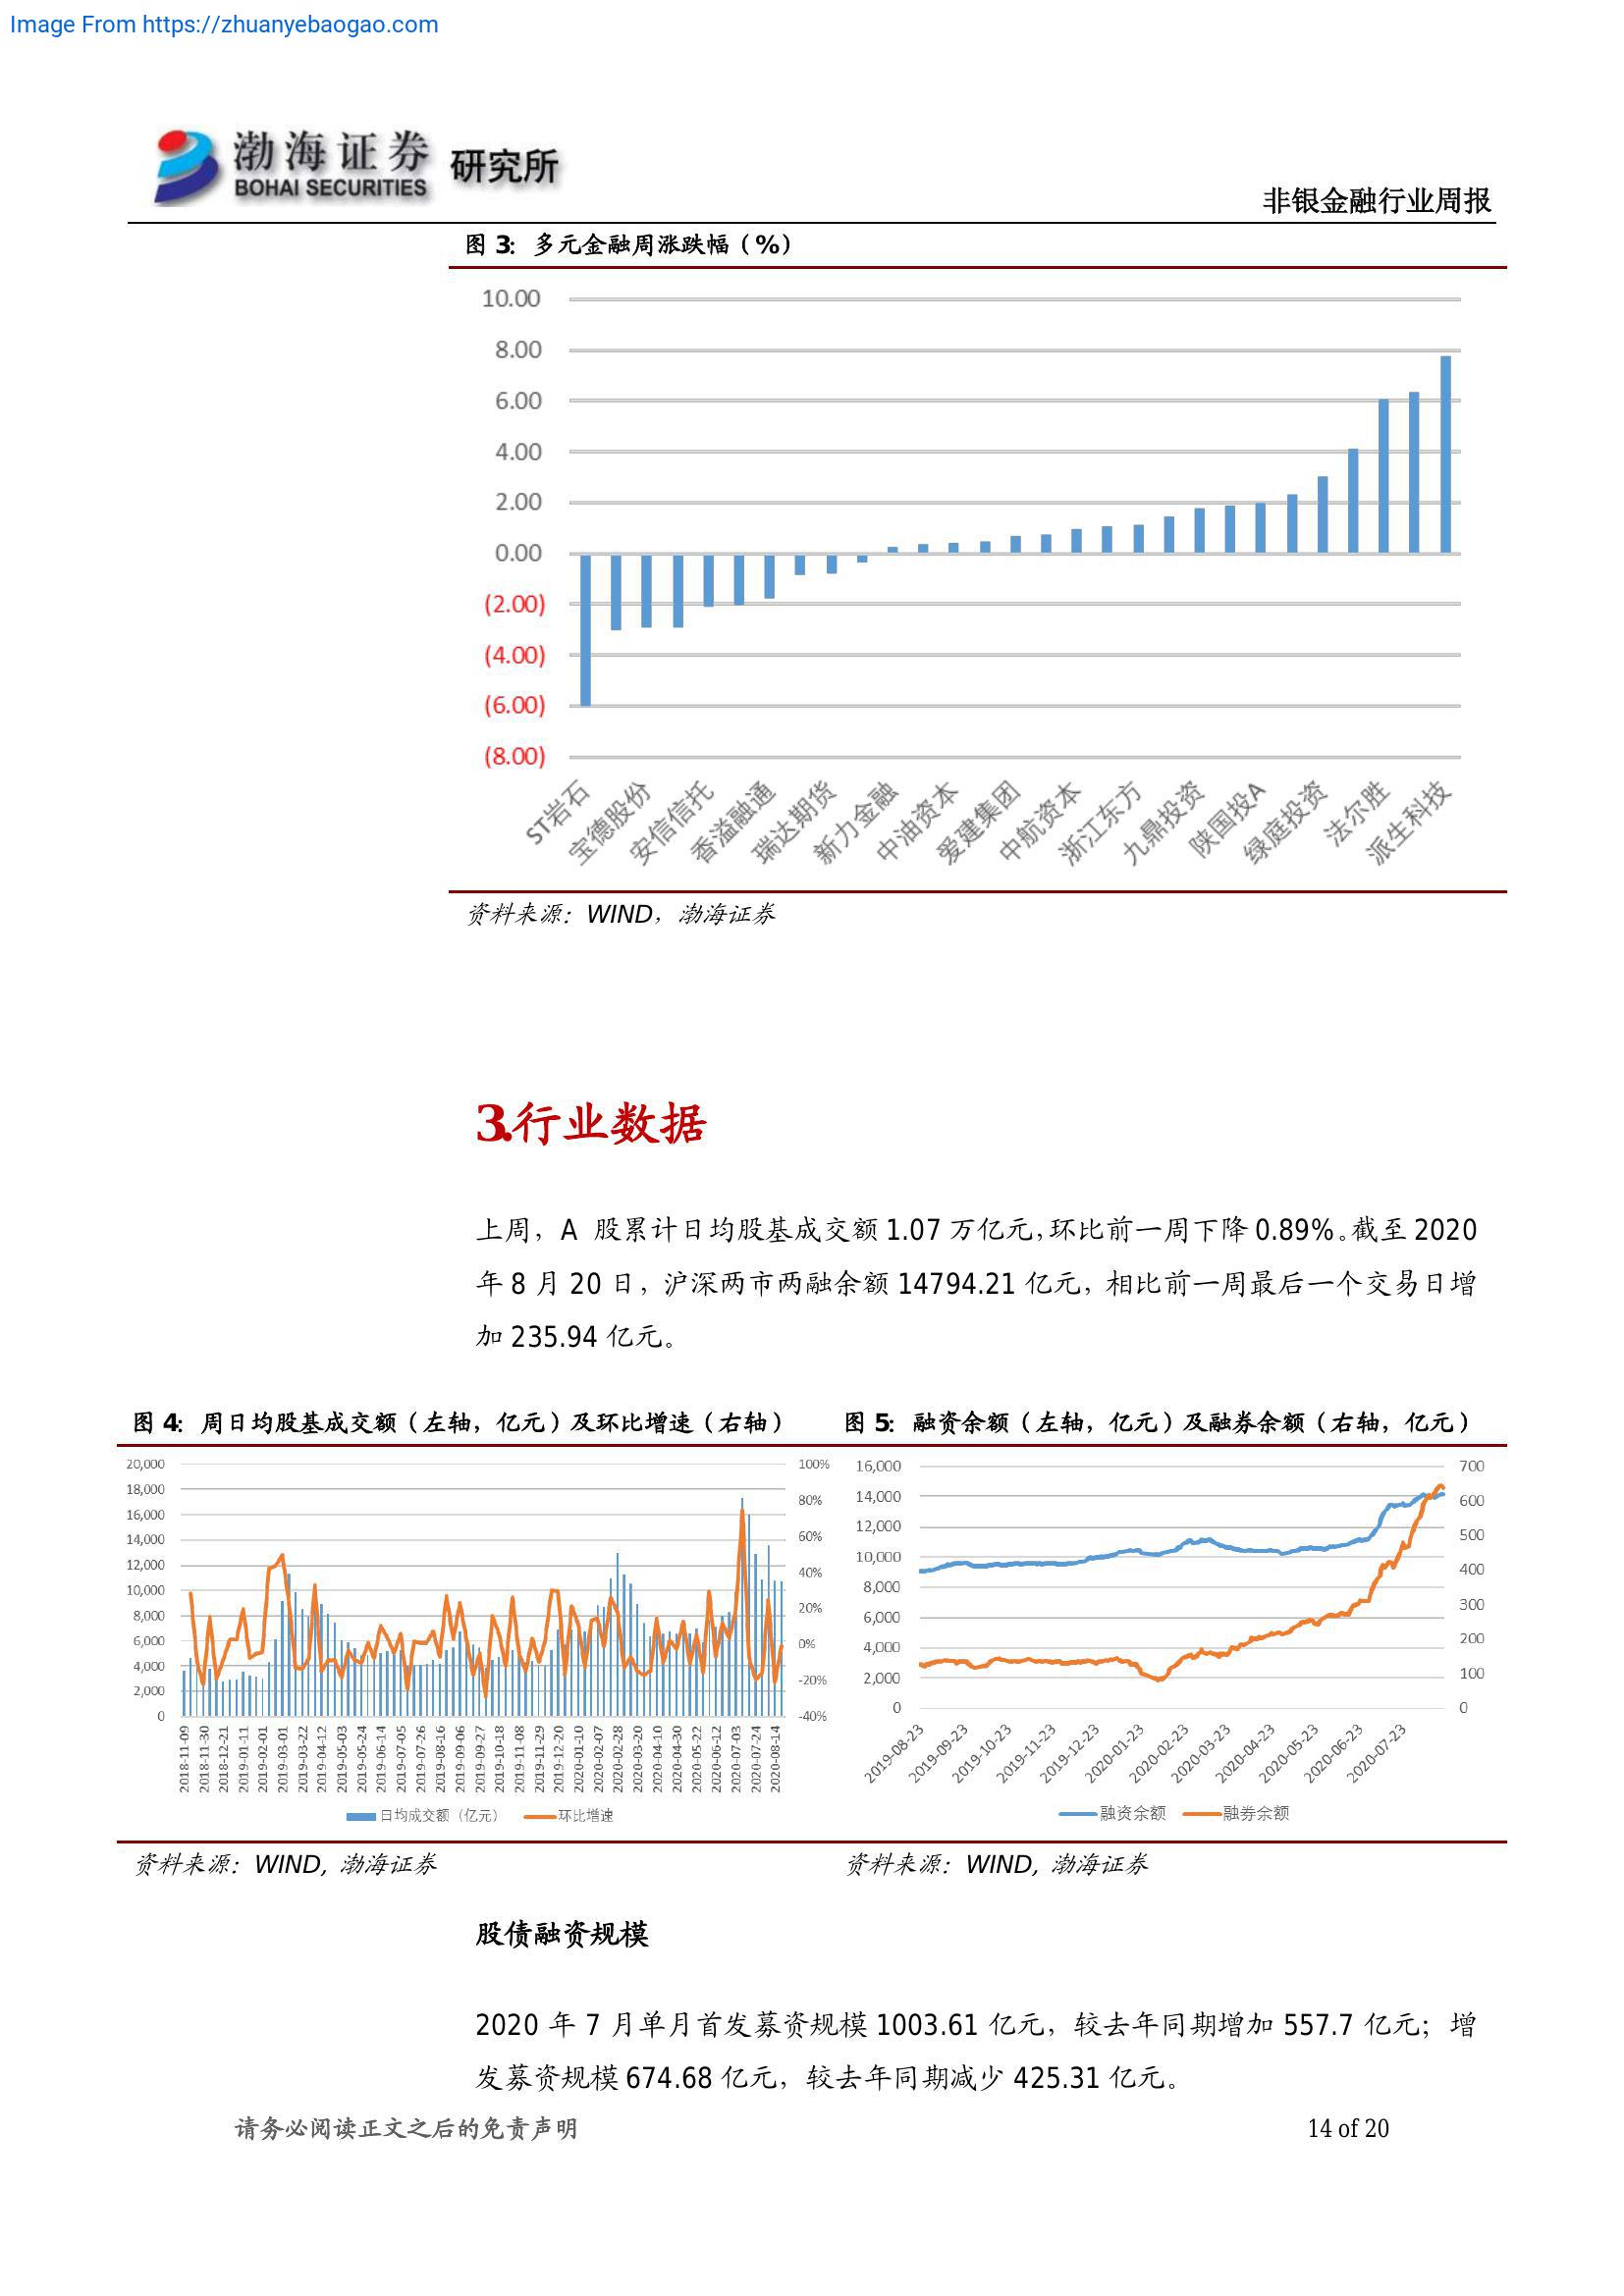 Image From https://zhuanyebaogao.com
渤海证券 研究所
BOHAI SECURITIES
非银金融行业周报
图 3： 多元金融周涨跌幅（%）
10.00
8.00
6.00
4.00
2.00
0.00
(2.00)
(4.00)
(6.00)
(8.00)
ST岩石 宝德股份 安信信托 香溢融通 瑞达期货 新力金融 中油资本 爱建集团 中航资本 浙江东方 九鼎投资 陕国投A 绿庭投资 法尔胜 派生科技
资料来源：WIND，渤海证券
3.行业数据
上周，A 股累计日均股基成交额 1.07 万亿元，环比前一周下降 0.89%。截至 2020
年 8 月 20 日，沪深两市两融余额 14794.21 亿元，相比前一周最后一个交易日增
加 235.94 亿元。
图 4： 周日均股基成交额（左轴，亿元）及环比增速（右轴）
20,000
18,000
16,000
14,000
12,000
10,000
8,000
6,000
4,000
2,000
0
100%
80%
60%
40%
20%
0%
-20%
-40%
2018-11-09 2018-11-30 2018-12-21 2019-01-11 2019-02-01 2019-03-01 2019-03-22 2019-04-12 2019-05-03 2019-05-24 2019-06-14 2019-07-05 2019-07-26 2019-08-16 2019-09-06 2019-09-27 2019-10-18 2019-11-08 2019-11-29 2019-12-20 2020-01-10 2020-02-07 2020-02-28 2020-03-20 2020-04-10 2020-04-30 2020-05-22 2020-06-12 2020-07-03 2020-07-24 2020-08-14
日均成交额（亿元） 环比增速
图 5： 融资余额（左轴，亿元）及融券余额（右轴，亿元）
16,000
14,000
12,000
10,000
8,000
6,000
4,000
2,000
0
700
600
500
400
300
200
100
0
2019-08-23 2019-09-23 2019-10-23 2019-11-23 2019-12-23 2020-01-23 2020-02-23 2020-03-23 2020-04-23 2020-05-23 2020-06-23 2020-07-23
融资余额 融券余额
资料来源：WIND，渤海证券
资料来源：WIND，渤海证券
股债融资规模
2020 年 7 月单月首发募资规模 1003.61 亿元，较去年同期增加 557.7 亿元；增
发募资规模 674.68 亿元，较去年同期减少 425.31 亿元。
请务必阅读正文之后的免责声明
14 of 20